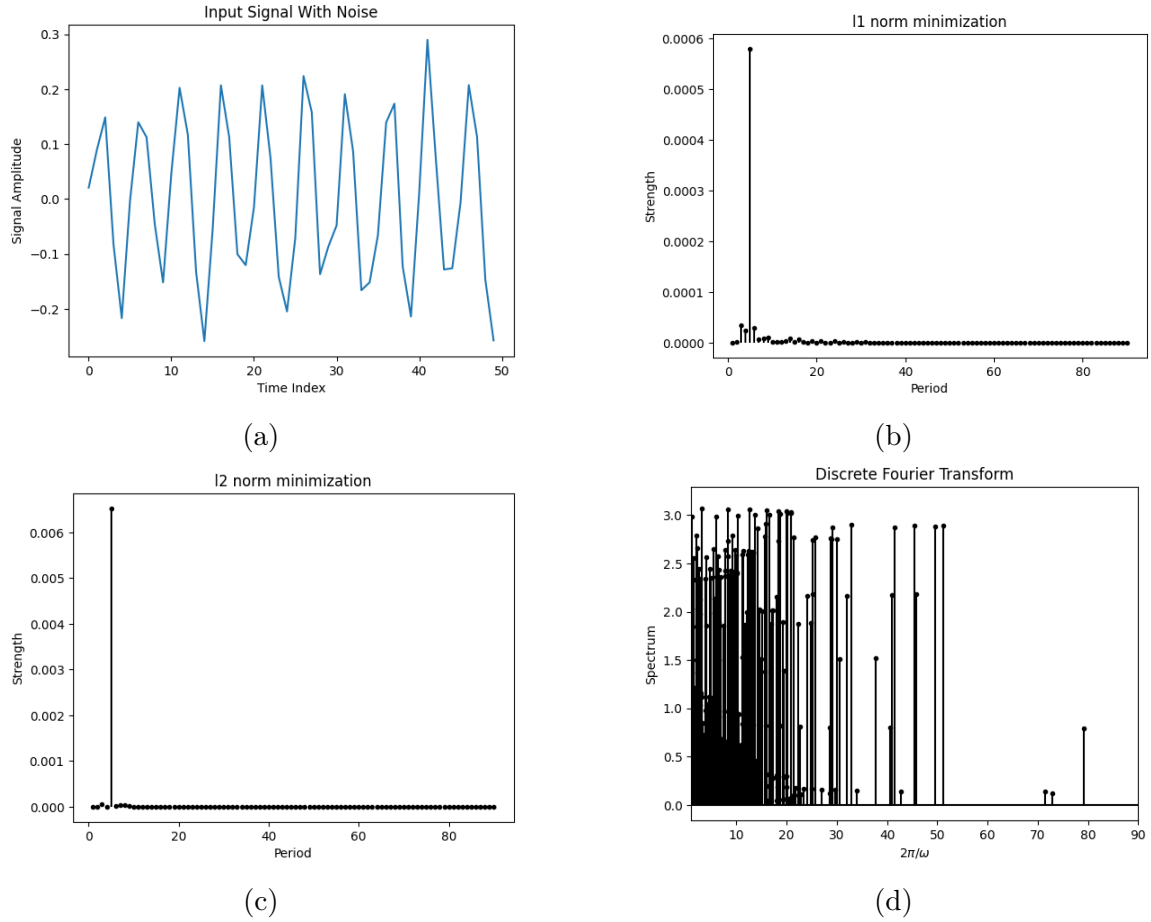 Input Signal With Noise
0.3
0.2
0.1
0.0
−0.1
−0.2
Signal Amplitude
0 10 20 30 40 50
Time Index
(a)
l1 norm minimization
0.0006
0.0005
0.0004
0.0003
0.0002
0.0001
0.0000
Strength
0 20 40 60 80
Period
(b)
l2 norm minimization
0.006
0.005
0.004
0.003
0.002
0.001
0.000
Strength
0 20 40 60 80
Period
(c)
Discrete Fourier Transform
3.0
2.5
2.0
1.5
1.0
0.5
0.0
Spectrum
10 20 30 40 50 60 70 80 90
2π/ω
(d)